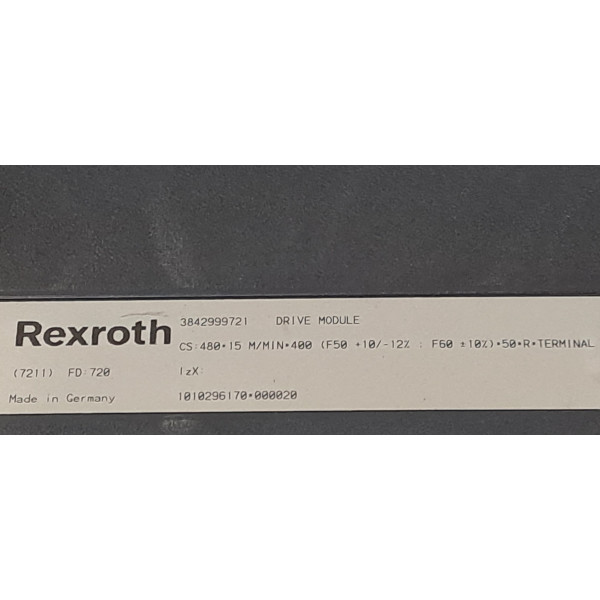 Rexroth
3842999721 DRIVE MODULE
CS:480*15 M/MIN*400 (F50 +10/-12% : F60 ±10%)*50*R*TERMINAL
(7211) FD:720 IzX:
Made in Germany 1010296170*000020